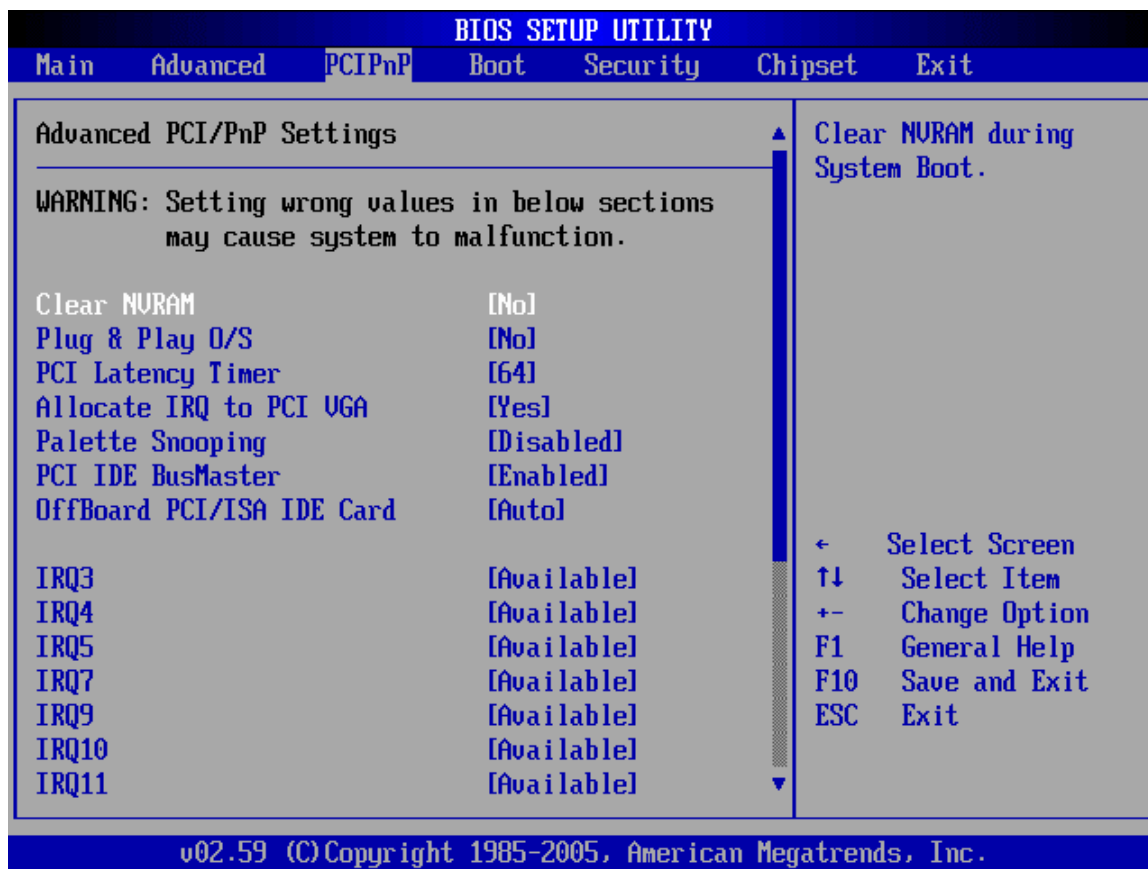 BIOS SETUP UTILITY
Main Advanced PCIPnP Boot Security Chipset Exit
Advanced PCI/PnP Settings
WARNING: Setting wrong values in below sections
may cause system to malfunction.
Clear NVRAM [No]
Plug & Play O/S [No]
PCI Latency Timer [64]
Allocate IRQ to PCI VGA [Yes]
Palette Snooping [Disabled]
PCI IDE BusMaster [Enabled]
OffBoard PCI/ISA IDE Card [Auto]
IRQ3 [Available]
IRQ4 [Available]
IRQ5 [Available]
IRQ7 [Available]
IRQ9 [Available]
IRQ10 [Available]
IRQ11 [Available]
Clear NVRAM during
System Boot.
← Select Screen
↑↓ Select Item
+- Change Option
F1 General Help
F10 Save and Exit
ESC Exit
v02.59 (C)Copyright 1985-2005, American Megatrends, Inc.